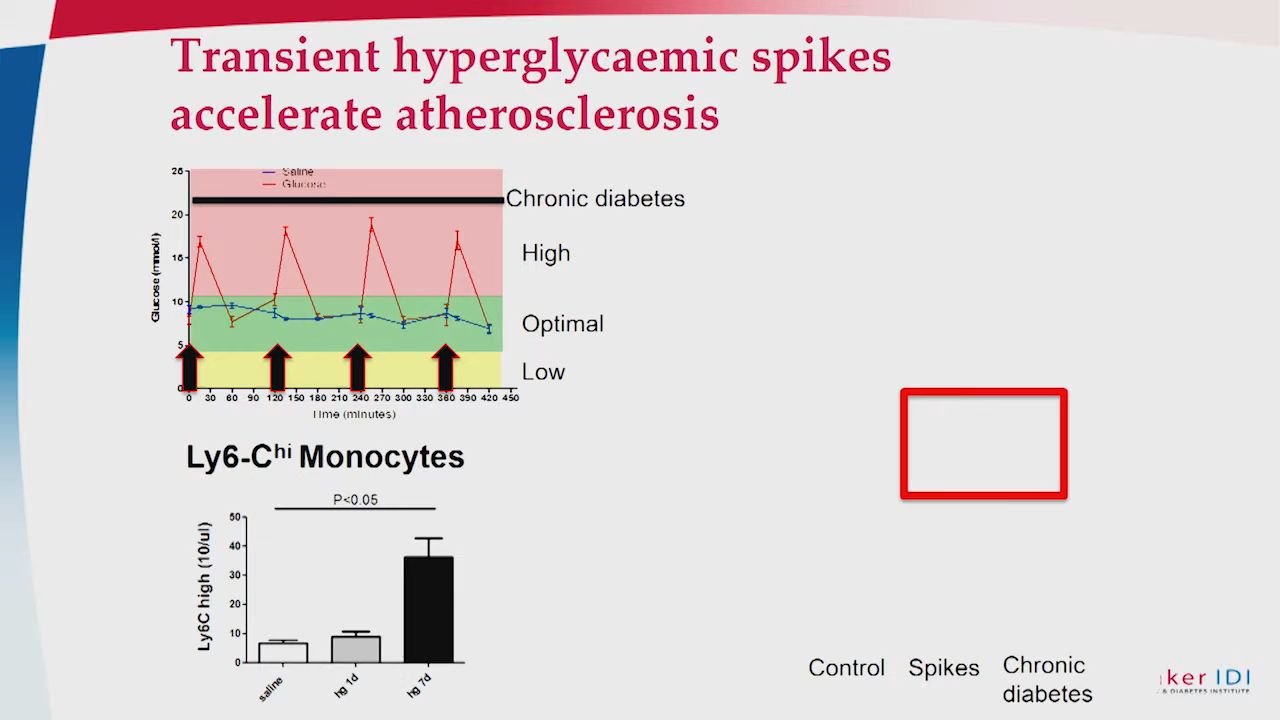 Transient hyperglycaemic spikes
accelerate atherosclerosis
25
Saline
Glucose
Chronic diabetes
20
High
15
Glucose (mmol/l)
10
Optimal
5
Low
0
0 30 60 90 120 150 180 210 240 270 300 330 360 390 420 450
Time (minutes)
Ly6-Chi Monocytes
P<0.05
50
40
30
20
10
0
Ly6C high (10/ul)
saline
hg 1d
hg 7d
Control
Spikes
Chronic
diabetes
ker IDI
& DIABETES INSTITUTE